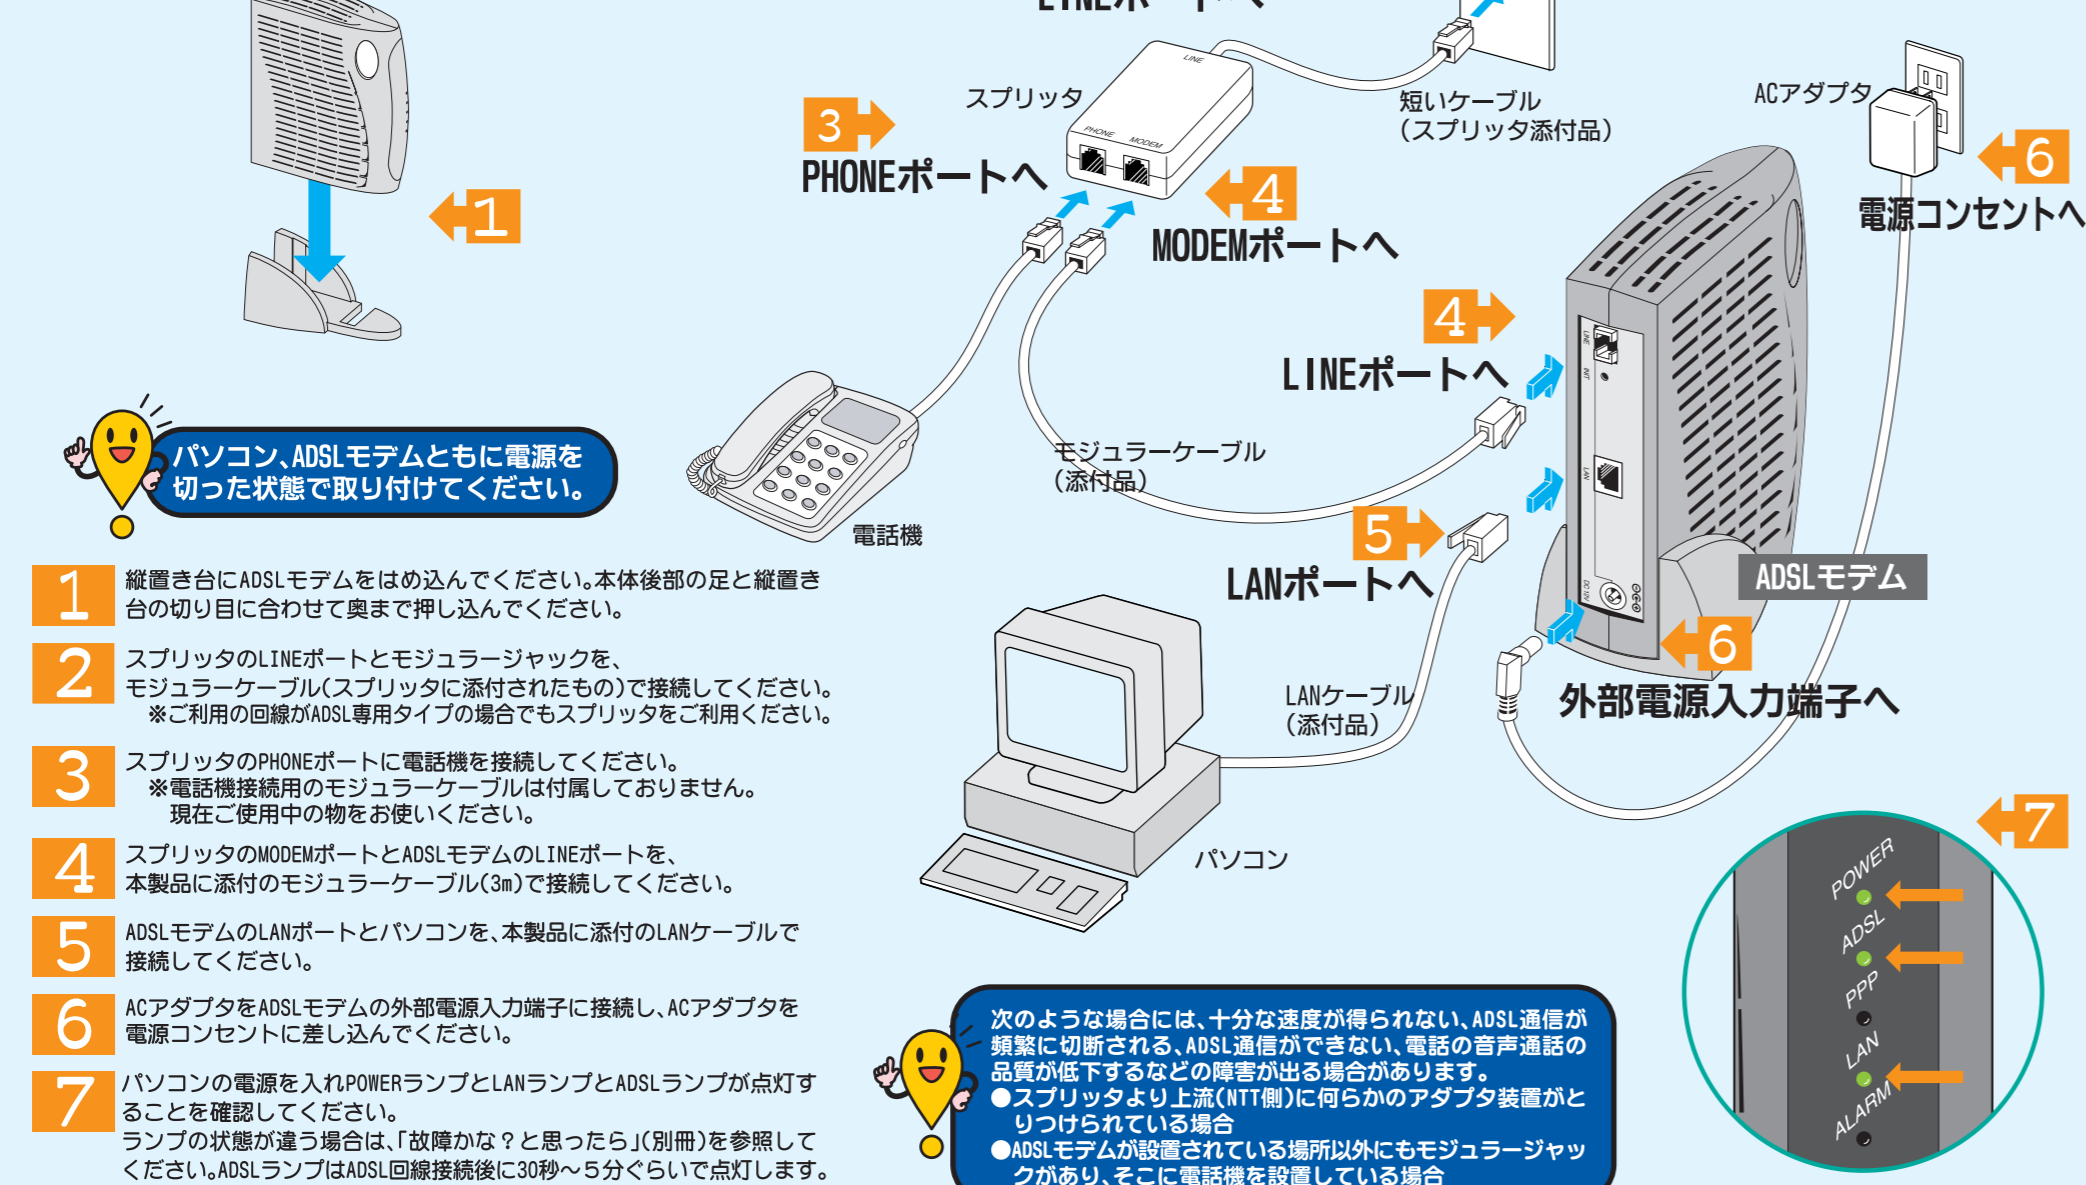 LINEポートへ
LINE
スプリッタ
短いケーブル
(スプリッタ添付品)
ACアダプタ
3
PHONEポートへ
PHONE MODEM
4
MODEMポートへ
6
電源コンセントへ
1
4
LINEポートへ
LINE
INIT
LAN
DC 12V
モジュラーケーブル
(添付品)
電話機
5
LANポートへ
ADSLモデム
6
外部電源入力端子へ
LANケーブル
(添付品)
パソコン
パソコン、ADSLモデムともに電源を
切った状態で取り付けてください。
1
縦置き台にADSLモデムをはめ込んでください。本体後部の足と縦置き
台の切り目に合わせて奥まで押し込んでください。
2
スプリッタのLINEポートとモジュラージャックを、
モジュラーケーブル(スプリッタに添付されたもの)で接続してください。
※ご利用の回線がADSL専用タイプの場合でもスプリッタをご利用ください。
3
スプリッタのPHONEポートに電話機を接続してください。
※電話機接続用のモジュラーケーブルは付属しておりません。
現在ご使用中の物をお使いください。
4
スプリッタのMODEMポートとADSLモデムのLINEポートを、
本製品に添付のモジュラーケーブル(3m)で接続してください。
5
ADSLモデムのLANポートとパソコンを、本製品に添付のLANケーブルで
接続してください。
6
ACアダプタをADSLモデムの外部電源入力端子に接続し、ACアダプタを
電源コンセントに差し込んでください。
7
パソコンの電源を入れPOWERランプとLANランプとADSLランプが点灯す
ることを確認してください。
ランプの状態が違う場合は、「故障かな？と思ったら」(別冊)を参照して
ください。ADSLランプはADSL回線接続後に30秒～５分ぐらいで点灯します。
次のような場合には、十分な速度が得られない、ADSL通信が
頻繁に切断される、ADSL通信ができない、電話の音声通話の
品質が低下するなどの障害が出る場合があります。
●スプリッタより上流(NTT側)に何らかのアダプタ装置がと
りつけられている場合
●ADSLモデムが設置されている場所以外にもモジュラージャッ
クがあり、そこに電話機を設置している場合
7
POWER
ADSL
PPP
LAN
ALARM